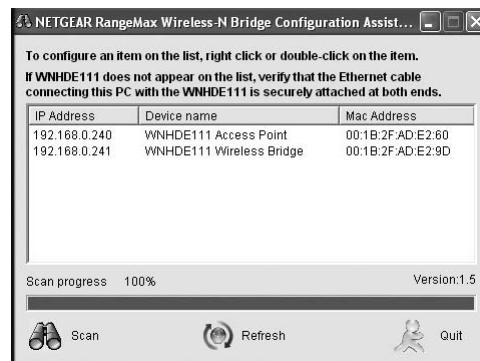 NETGEAR RangeMax Wireless-N Bridge Configuration Assist...
To configure an item on the list, right click or double-click on the item.
If WNHDE111 does not appear on the list, verify that the Ethernet cable
connecting this PC with the WNHDE111 is securely attached at both ends.
IP Address Device name Mac Address
192.168.0.240 WNHDE111 Access Point 00:1B:2F:AD:E2:60
192.168.0.241 WNHDE111 Wireless Bridge 00:1B:2F:AD:E2:9D
Scan progress 100% Version:1.5
Scan Refresh Quit